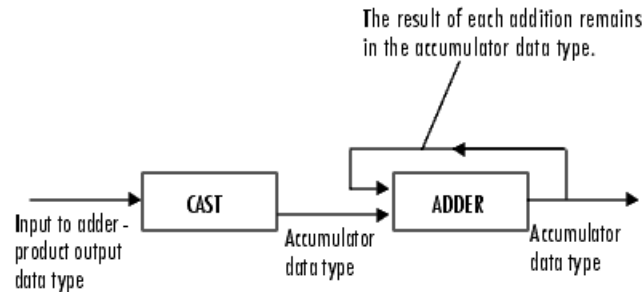 The result of each addition remains
in the accumulator data type.
CAST
ADDER
Input to adder -
product output
data type
Accumulator
data type
Accumulator
data type